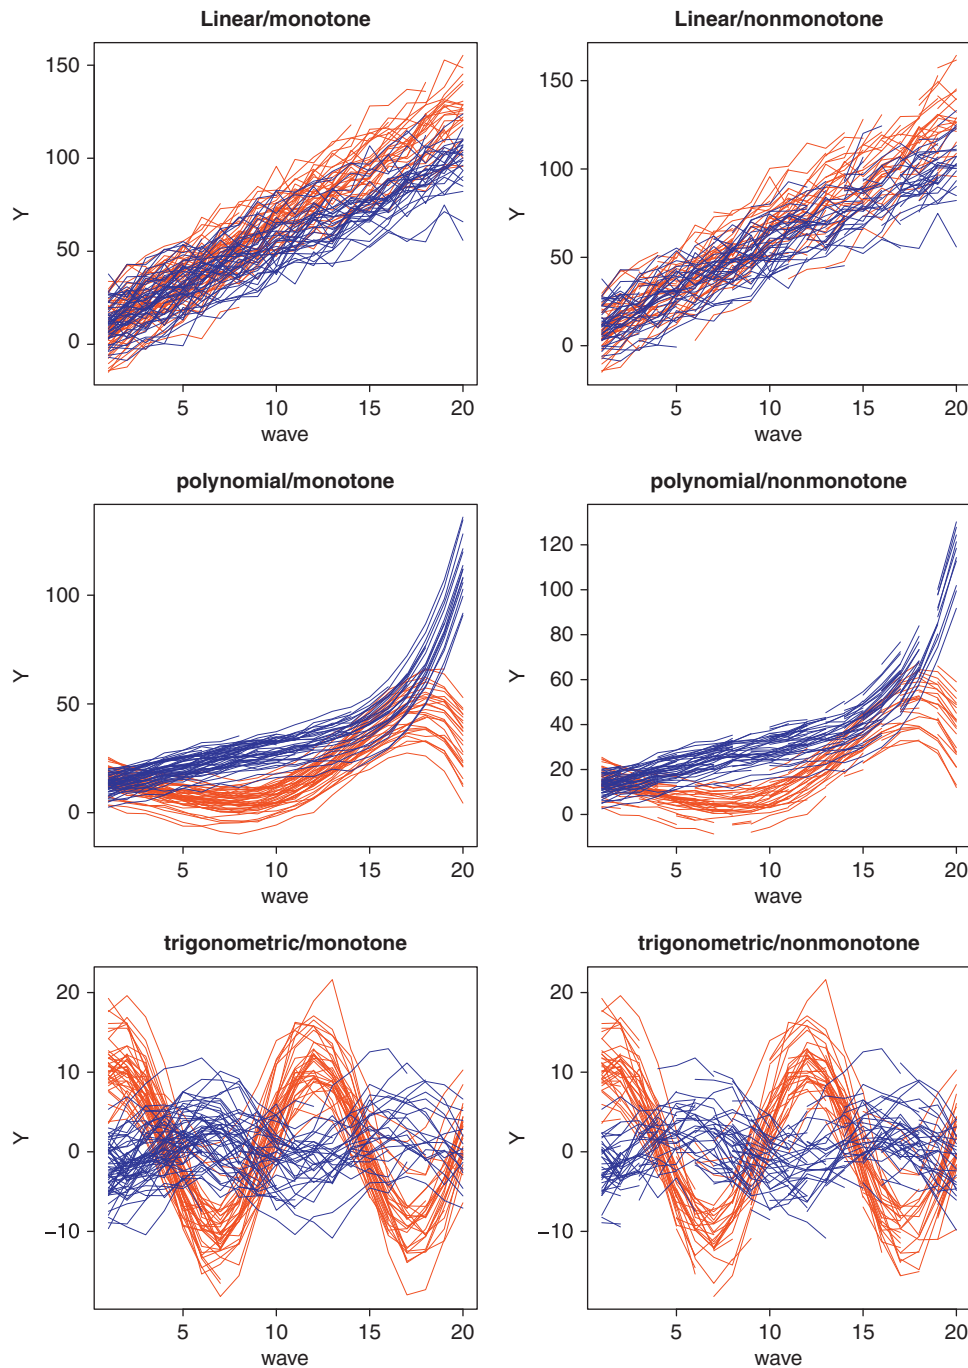 Linear/monotone
150
100
50
0
Y
5 10 15 20
wave
Linear/nonmonotone
150
100
50
0
Y
5 10 15 20
wave
polynomial/monotone
100
50
0
Y
5 10 15 20
wave
polynomial/nonmonotone
120
100
80
60
40
20
0
Y
5 10 15 20
wave
trigonometric/monotone
20
10
0
−10
Y
5 10 15 20
wave
trigonometric/nonmonotone
20
10
0
−10
Y
5 10 15 20
wave